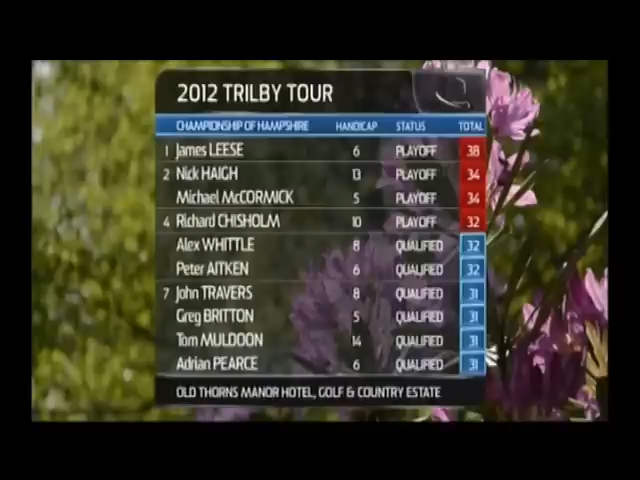 2012 TRILBY TOUR
CHAMPIONSHIP OF HAMPSHIRE HANDICAP STATUS TOTAL
1 James LEESE 6 PLAYOFF 38
2 Nick HAIGH 13 PLAYOFF 34
Michael McCORMICK 5 PLAYOFF 34
4 Richard CHISHOLM 10 PLAYOFF 32
Alex WHITTLE 8 QUALIFIED 32
Peter AITKEN 6 QUALIFIED 32
7 John TRAVERS 8 QUALIFIED 31
Greg BRITTON 5 QUALIFIED 31
Tom MULDOON 14 QUALIFIED 31
Adrian PEARCE 6 QUALIFIED 31
OLD THORNS MANOR HOTEL, GOLF & COUNTRY ESTATE